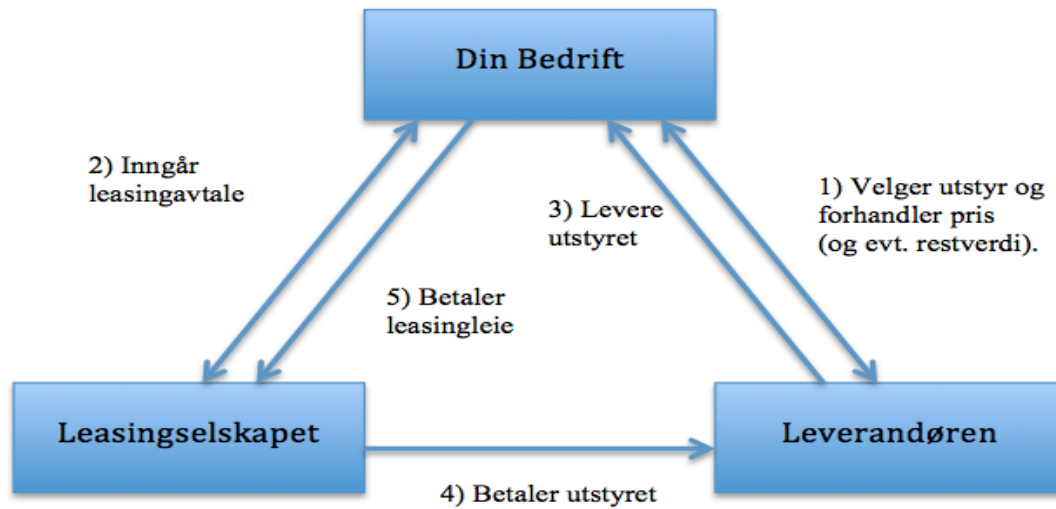 Din Bedrift
2) Inngår
leasingavtale
3) Levere
utstyret
1) Velger utstyr og
forhandler pris
(og evt. restverdi).
5) Betaler
leasingleie
Leasingselskapet
Leverandøren
4) Betaler utstyret